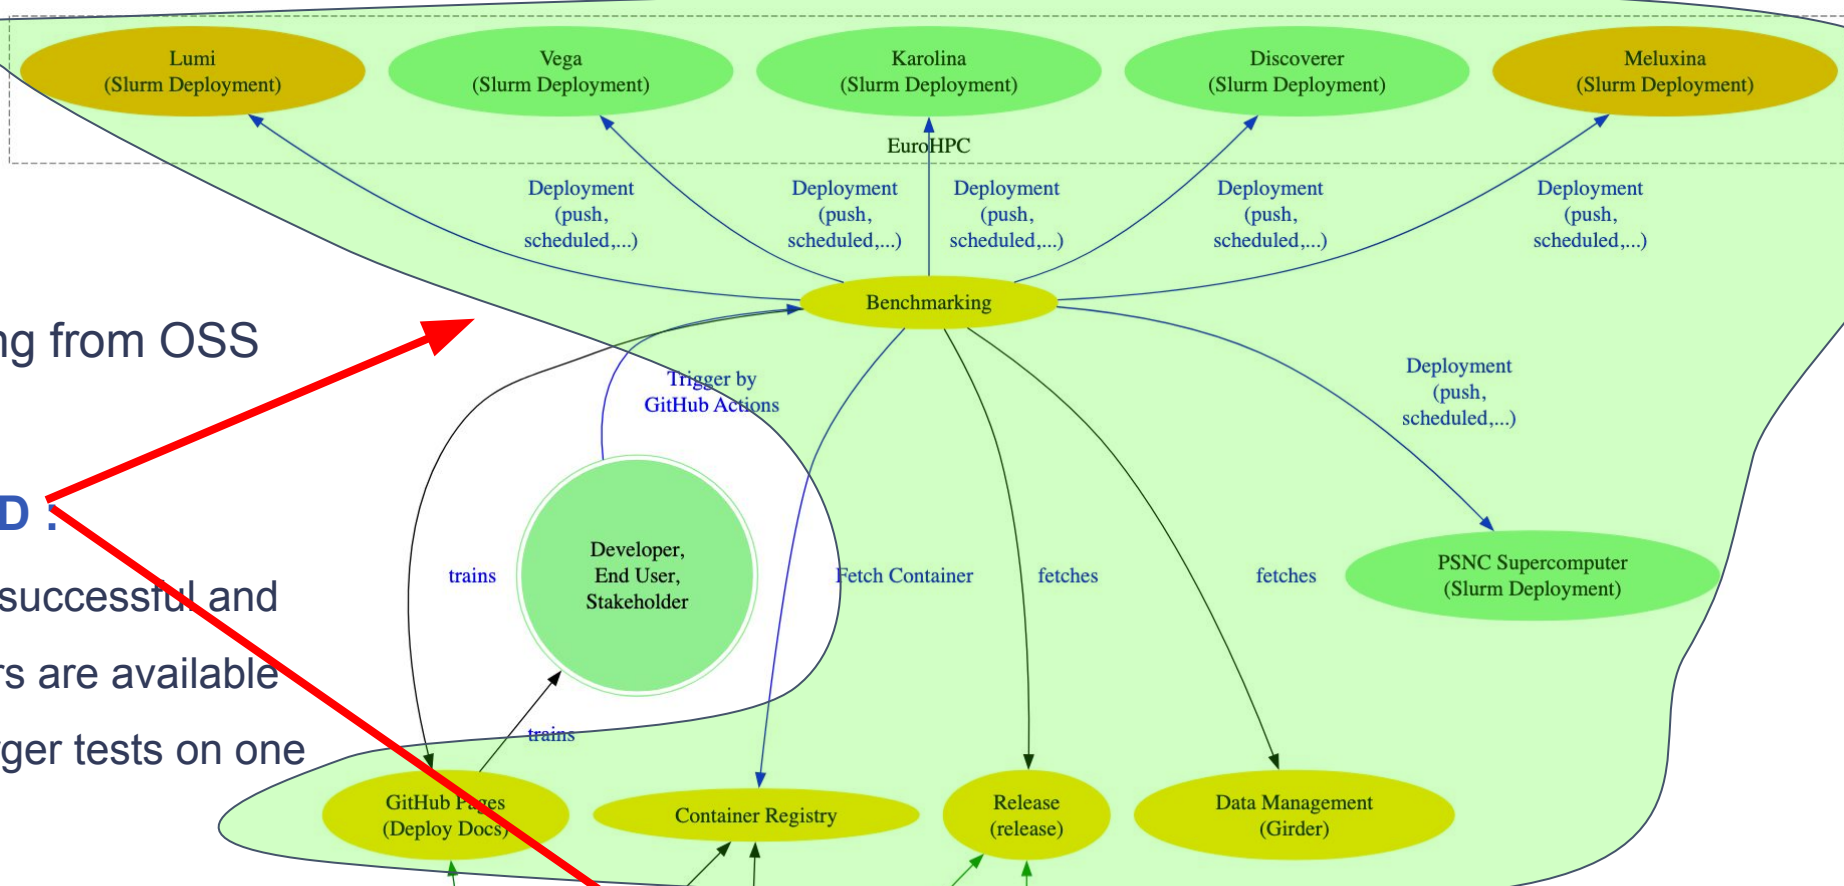 Lumi
(Slurm Deployment)
Vega
(Slurm Deployment)
Karolina
(Slurm Deployment)
Discoverer
(Slurm Deployment)
Meluxina
(Slurm Deployment)
EuroHPC
Deployment
(push,
scheduled,...)
Deployment
(push,
scheduled,...)
Deployment
(push,
scheduled,...)
Deployment
(push,
scheduled,...)
Deployment
(push,
scheduled,...)
Benchmarking
ng from OSS
Trigger by
GitHub Actions
Deployment
(push,
scheduled,...)
D :
successful and
rs are available
rger tests on one
trains
Developer,
End User,
Stakeholder
Fetch Container
fetches
fetches
PSNC Supercomputer
(Slurm Deployment)
trains
GitHub Pages
(Deploy Docs)
Container Registry
Release
(release)
Data Management
(Girder)